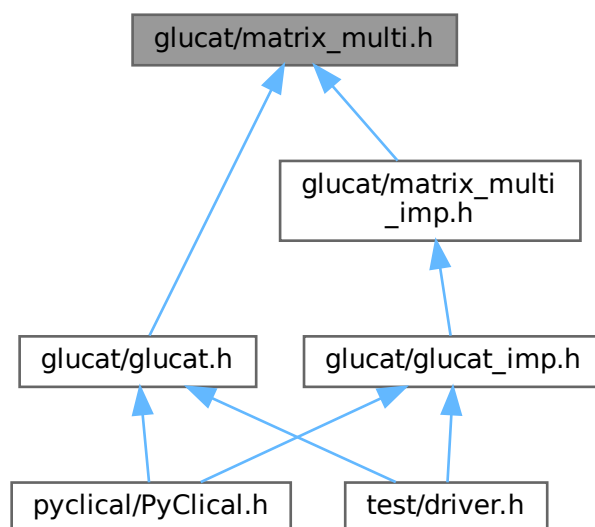 glucat/matrix_multi.h
glucat/matrix_multi
_imp.h
glucat/glucat.h
glucat/glucat_imp.h
pyclical/PyClical.h
test/driver.h